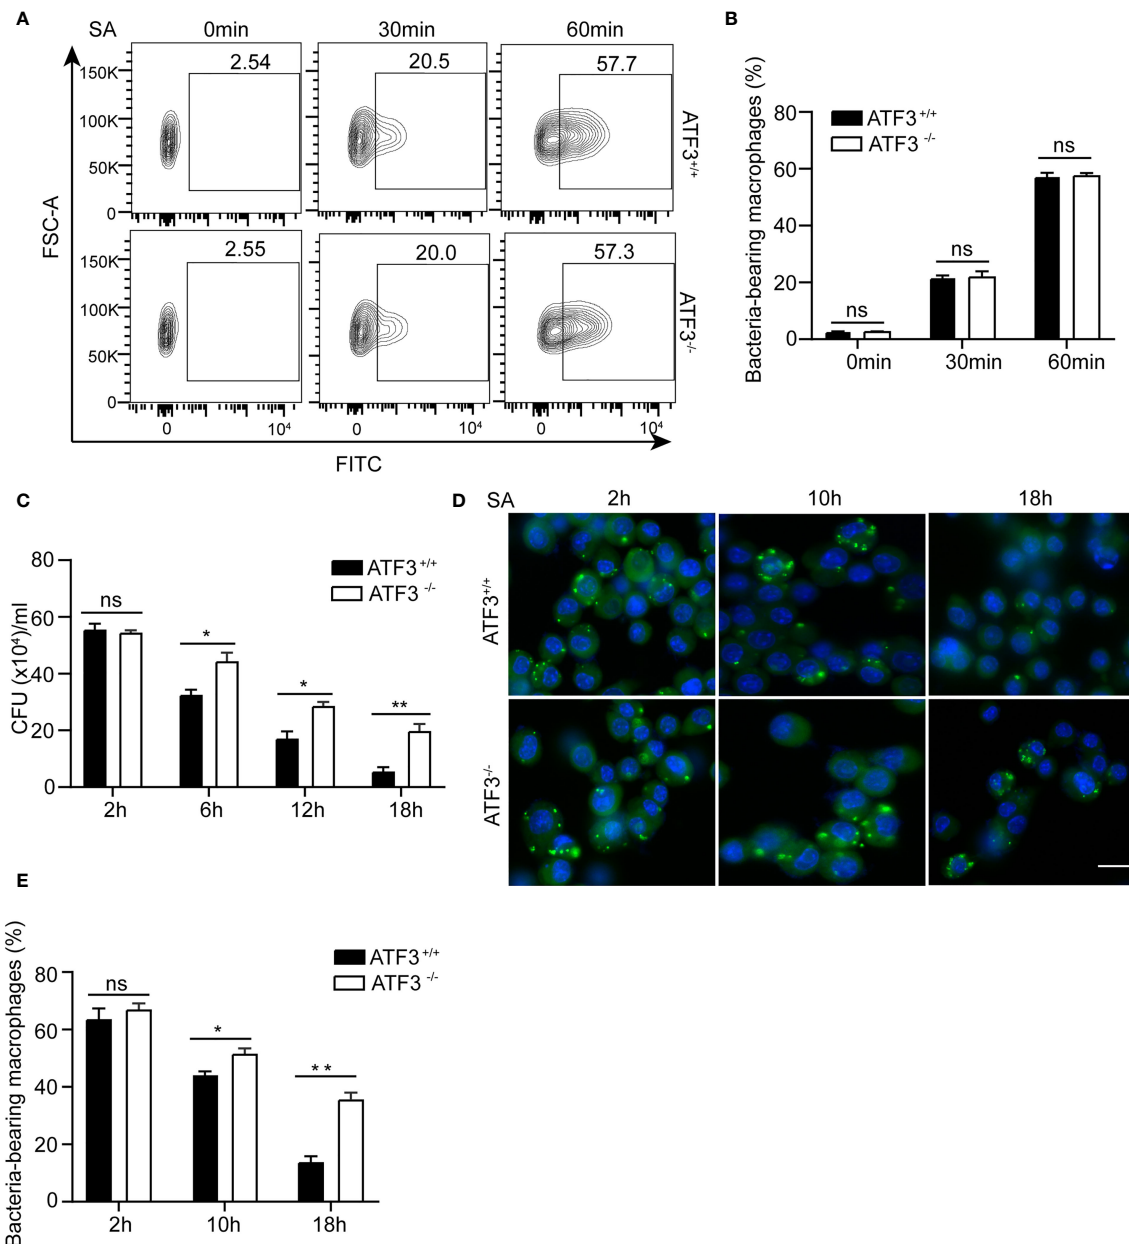 A
SA 0min 30min 60min
2.54 20.5 57.7
150K
100K
50K
0
ATF3+/+
2.55 20.0 57.3
150K
100K
50K
0
ATF3-/-
0 10⁴ 0 10⁴ 0 10⁴
FSC-A
FITC
B
Bacteria-bearing macrophages (%)
80
60
40
20
0
ATF3+/+
ATF3-/-
ns
ns
ns
0min 30min 60min
C
CFU (x10⁴)/ml
80
60
40
20
0
ATF3+/+
ATF3-/-
ns
*
*
**
2h 6h 12h 18h
D
SA 2h 10h 18h
ATF3+/+
ATF3-/-
E
Bacteria-bearing macrophages (%)
80
60
40
20
0
ATF3+/+
ATF3-/-
ns
*
**
2h 10h 18h